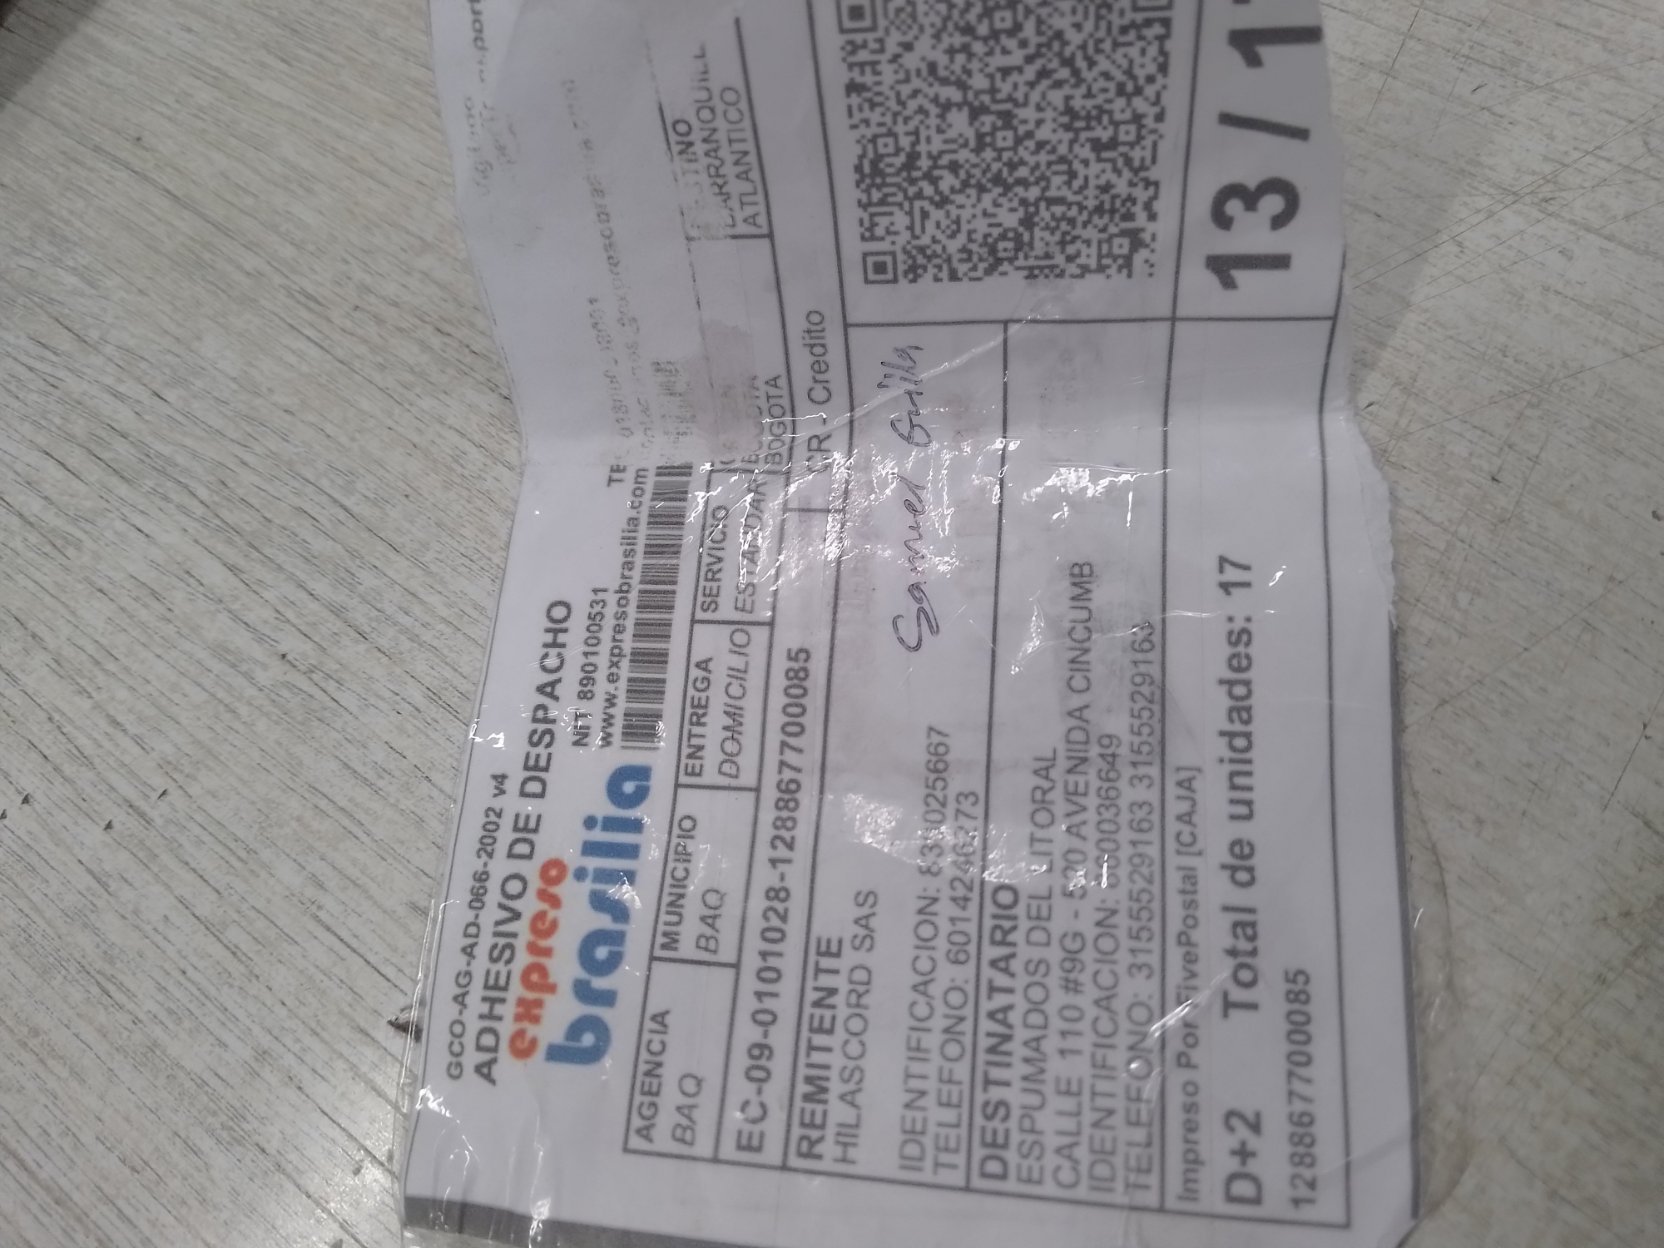 GCO-AG-AD-066-2002 v4
ADHESIVO DE DESPACHO
expreso
brasilia
NIT 890100531
www.expresobrasilia.com
AGENCIA
BAQ
MUNICIPIO
BAQ
ENTREGA
DOMICILIO
SERVICIO
BOGOTA
ATLANTICO
EC-09-0101028-1288677700085
CR - Credito
REMITENTE
HILASCORD SAS
Samuel
IDENTIFICACION:
TELEFONO:
DESTINATARIO
ESPUMADOS DEL LITORAL
CALLE 110 #9G - 520 AVENIDA CINCUMB
IDENTIFICACION:
TELEFONO: 3155529163 3155529163
Impreso Por FivePostal [CAJA]
D+2 Total de unidades: 17
1288677700085
13 /